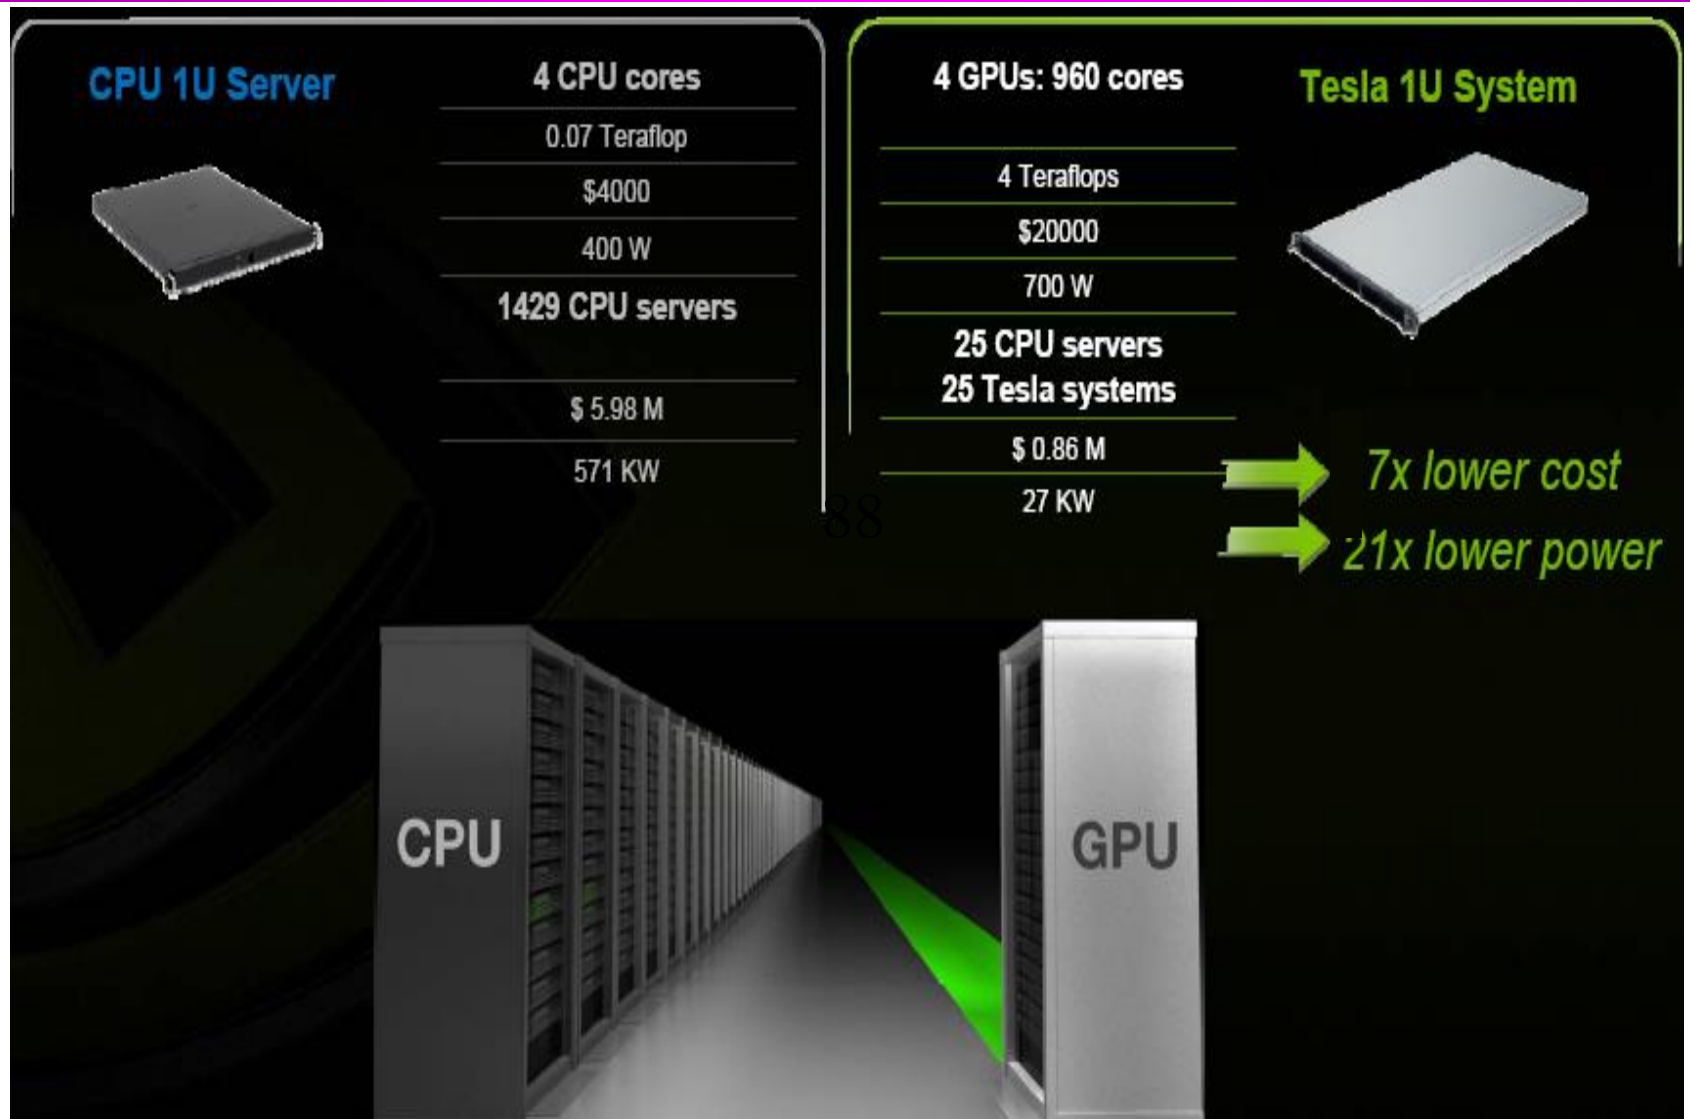 CPU 1U Server
4 CPU cores
0.07 Teraflop
$4000
400 W
1429 CPU servers
$ 5.98 M
571 KW
4 GPUs: 960 cores
Tesla 1U System
4 Teraflops
$20000
700 W
25 CPU servers
25 Tesla systems
$ 0.86 M
27 KW
7x lower cost
21x lower power
88
CPU
GPU